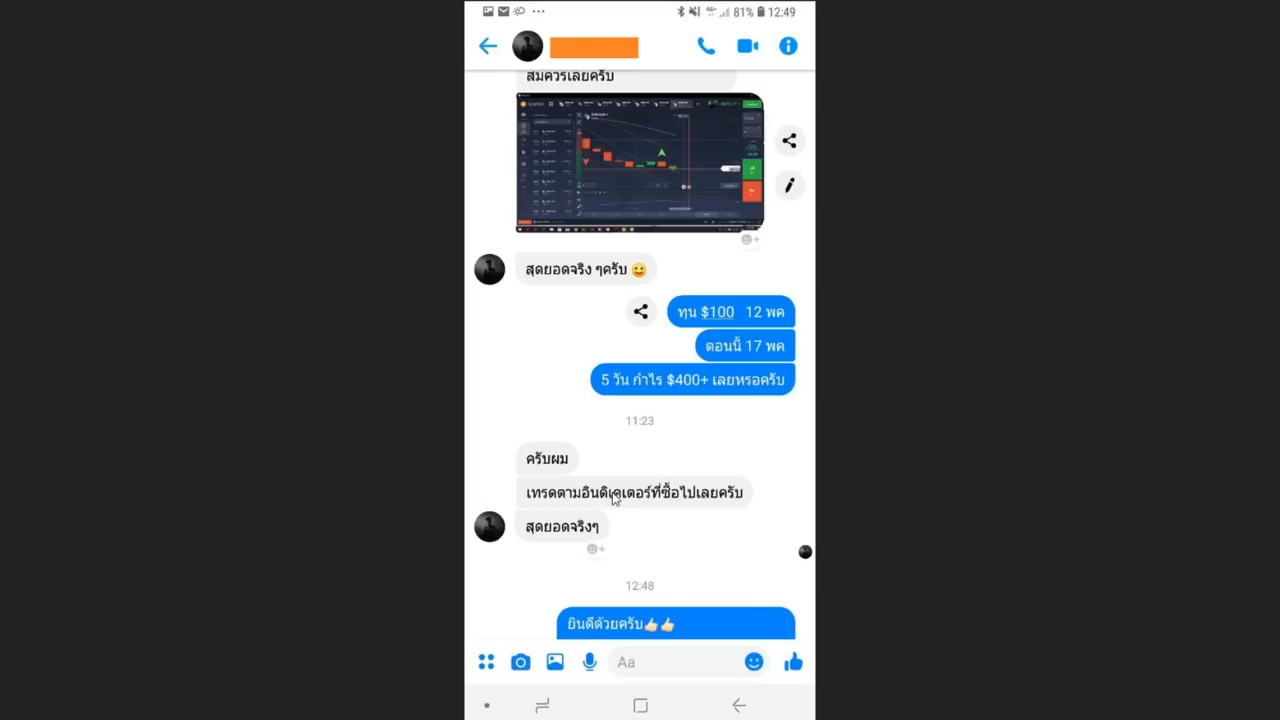 81% 12:49
สมควรเลยครับ
สุดยอดจริง ๆครับ
ทุน $100 12 พค
ตอนนี้ 17 พค
5 วัน กำไร $400+ เลยหรอครับ
11:23
ครับผม
เทรดตามอินดิเคเตอร์ที่ซื้อไปเลยครับ
สุดยอดจริงๆ
12:48
ยินดีด้วยครับ
Aa